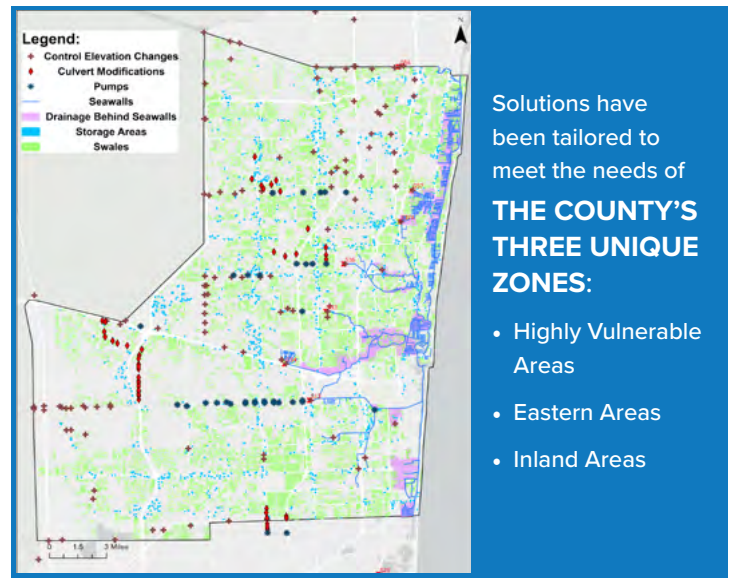 Legend:
Control Elevation Changes
Culvert Modifications
Pumps
Seawalls
Drainage Behind Seawalls
Storage Areas
Swales
0 1.5 3 Miles
Solutions have
been tailored to
meet the needs of
THE COUNTY'S
THREE UNIQUE
ZONES:
• Highly Vulnerable
Areas
• Eastern Areas
• Inland Areas